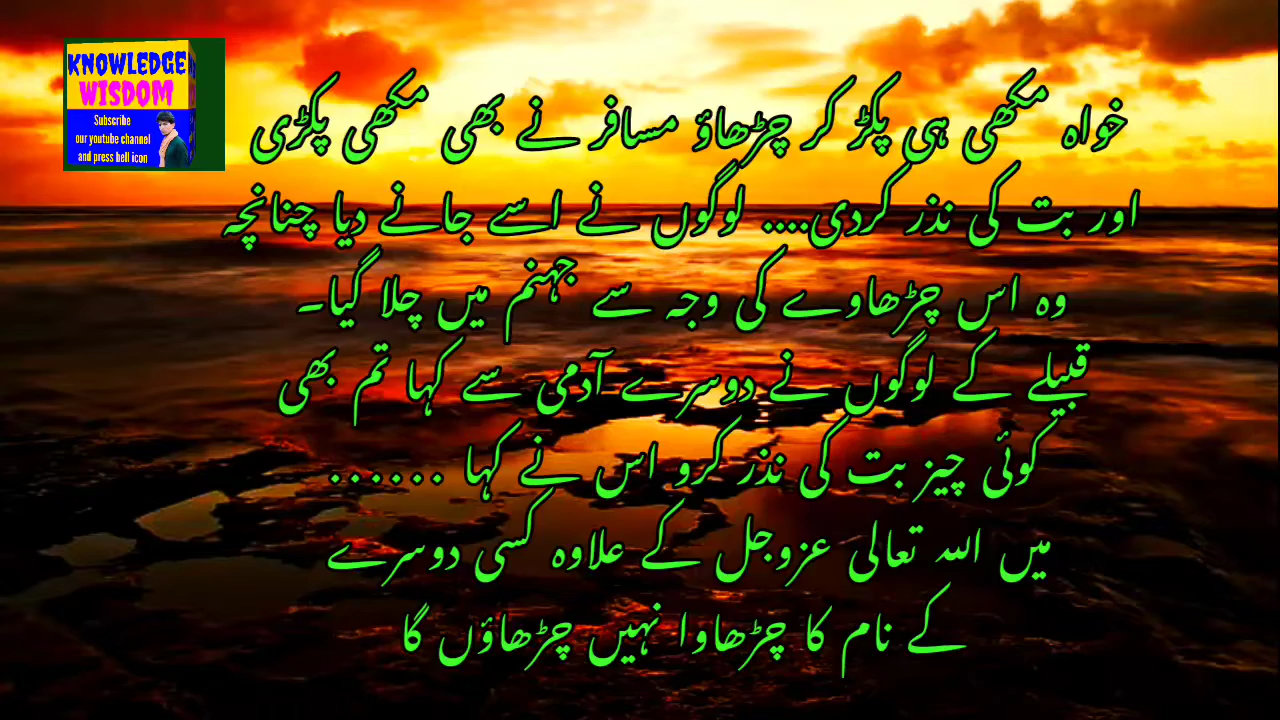 KNOWLEDGE
WISDOM
Subscribe
our youtube channel
and press bell icon
خواہ مکھی ہی پکڑ کر چڑھاؤ مسافر نے بھی مکھی پکڑی
اور بت کی نذر کردی.... لوگوں نے اسے جانے دیا چنانچہ
وہ اس چڑھاوے کی وجہ سے جہنم میں چلا گیا۔
قبیلے کے لوگوں نے دوسرے آدمی سے کہا تم بھی
کوئی چیز بت کی نذر کرو اس نے کہا ......
میں اللہ تعالی عزوجل کے علاوہ کسی دوسرے
کے نام کا چڑھاوا نہیں چڑھاؤں گا